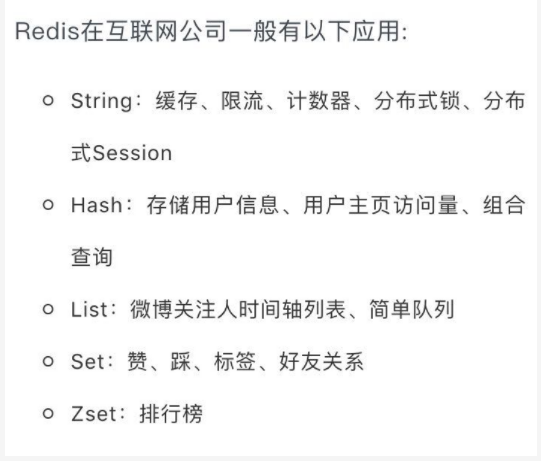 Redis在互联网公司一般有以下应用:
String：缓存、限流、计数器、分布式锁、分布
式Session
Hash：存储用户信息、用户主页访问量、组合
查询
List：微博关注人时间轴列表、简单队列
Set：赞、踩、标签、好友关系
Zset：排行榜